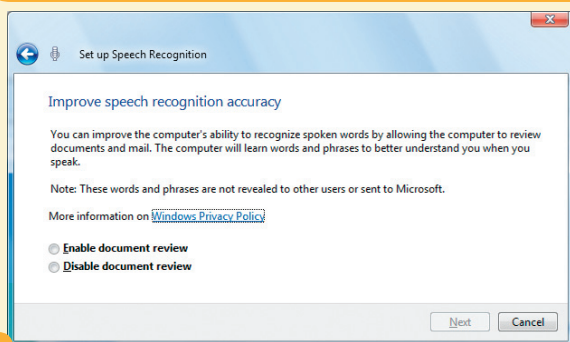 Set up Speech Recognition
Improve speech recognition accuracy
You can improve the computer's ability to recognize spoken words by allowing the computer to review
documents and mail. The computer will learn words and phrases to better understand you when you
speak.
Note: These words and phrases are not revealed to other users or sent to Microsoft.
More information on Windows Privacy Policy
Enable document review
Disable document review
Next Cancel